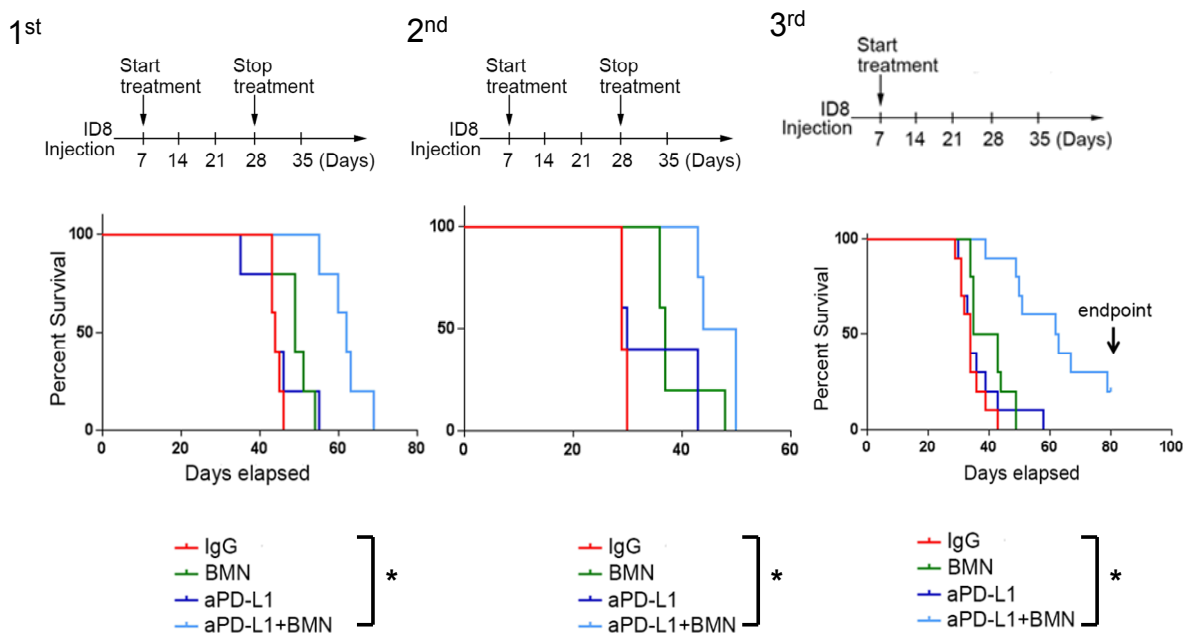 1st
Start
treatment
Stop
treatment
ID8
Injection
7 14 21 28 35 (Days)
100
50
0
Percent Survival
0 20 40 60 80
Days elapsed
IgG
BMN
aPD-L1
aPD-L1+BMN
*
2nd
Start
treatment
Stop
treatment
ID8
Injection
7 14 21 28 35 (Days)
100
50
0
0 20 40 60
Days elapsed
IgG
BMN
aPD-L1
aPD-L1+BMN
*
3rd
Start
treatment
ID8
Injection
7 14 21 28 35 (Days)
100
50
0
Percent Survival
endpoint
0 20 40 60 80 100
Days elapsed
IgG
BMN
aPD-L1
aPD-L1+BMN
*